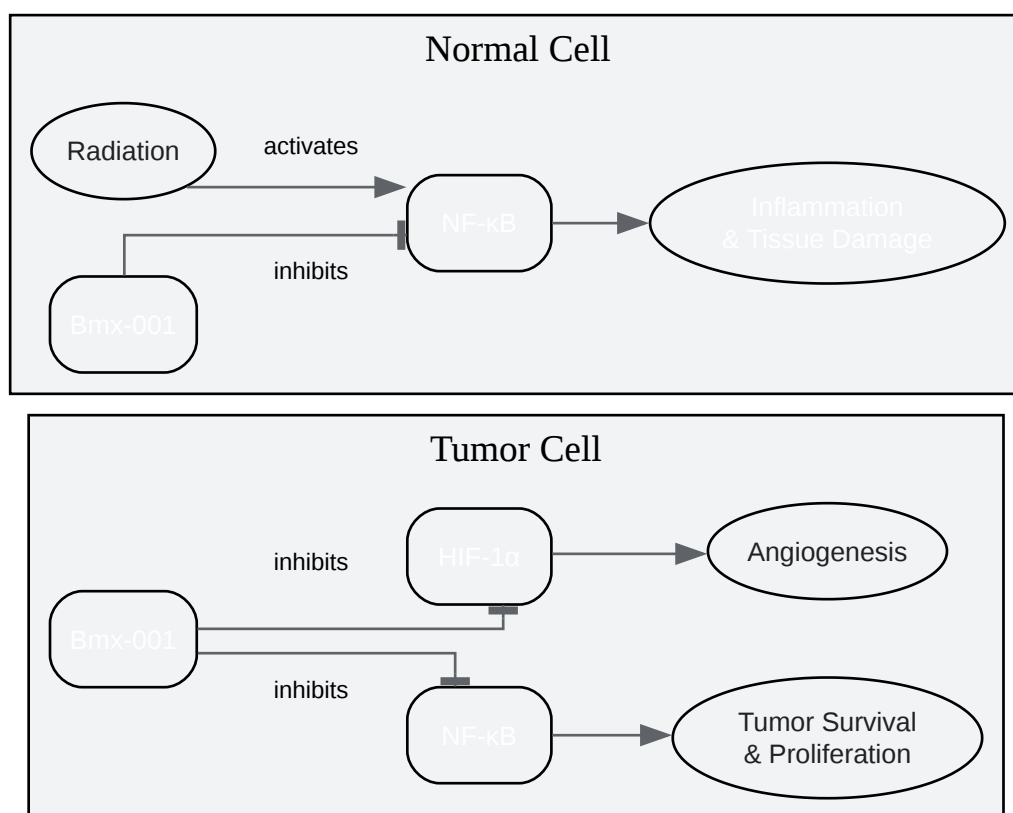 Normal Cell
Radiation
activates
NF-κB
Inflammation
& Tissue Damage
inhibits
Bmx-001
Tumor Cell
inhibits
HIF-1α
Angiogenesis
Bmx-001
inhibits
NF-κB
Tumor Survival
& Proliferation